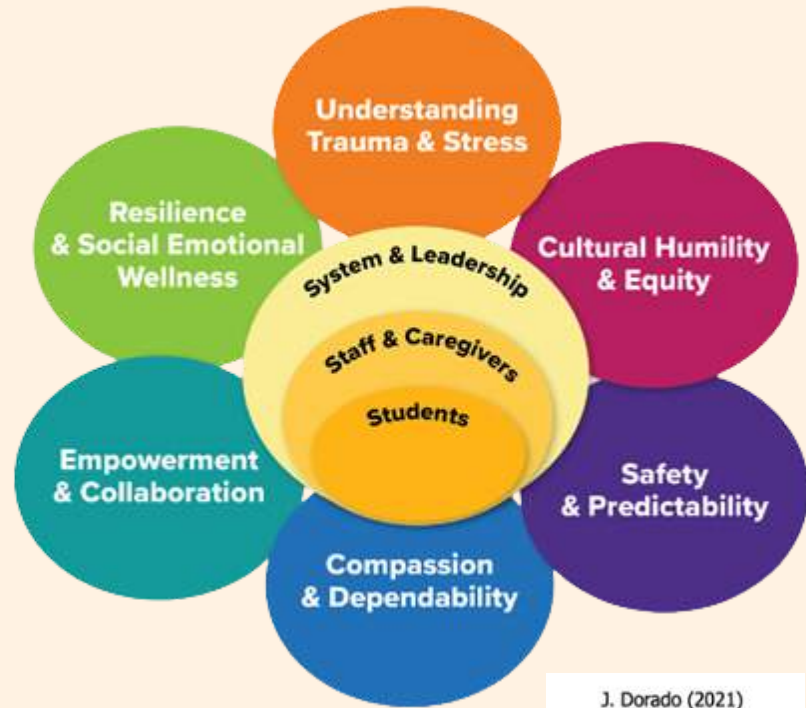 Understanding
Trauma & Stress
Resilience
& Social Emotional
Wellness
Cultural Humility
& Equity
System & Leadership
Staff & Caregivers
Students
Empowerment
& Collaboration
Safety
& Predictability
Compassion
& Dependability
J. Dorado (2021)